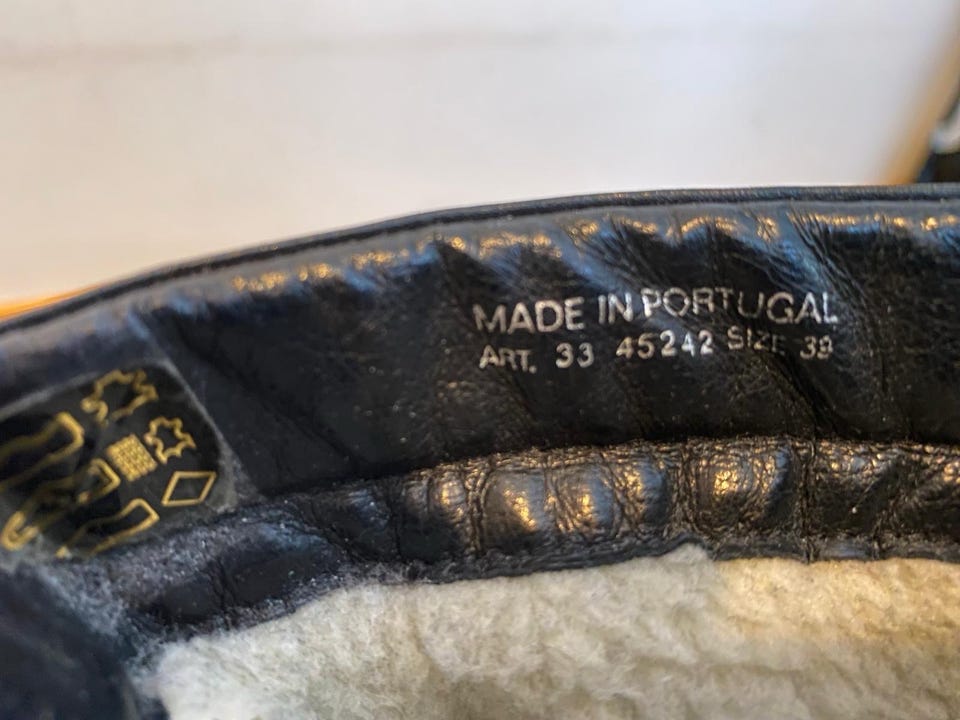 MADE IN PORTUGAL
ART. 33 45242 SIZE 39